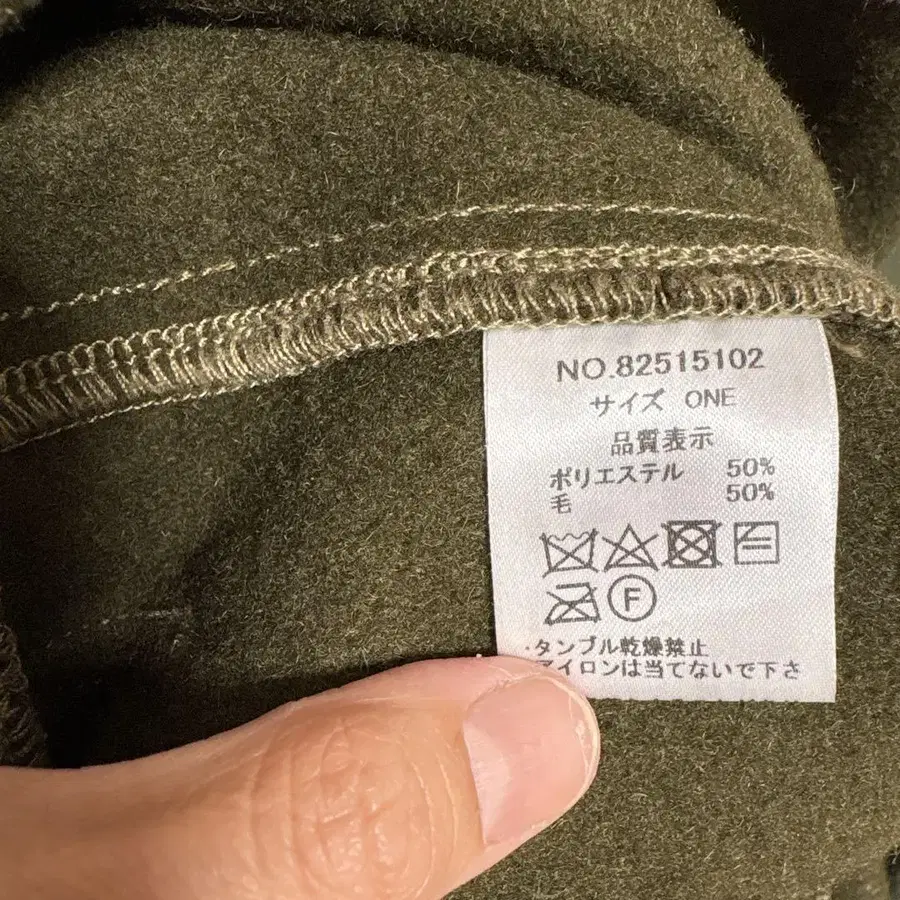 NO.82515102
サイズ ONE
品質表示
ポリエステル 50%
毛 50%
F
・タンブル乾燥禁止
アイロンは当てないで下さ